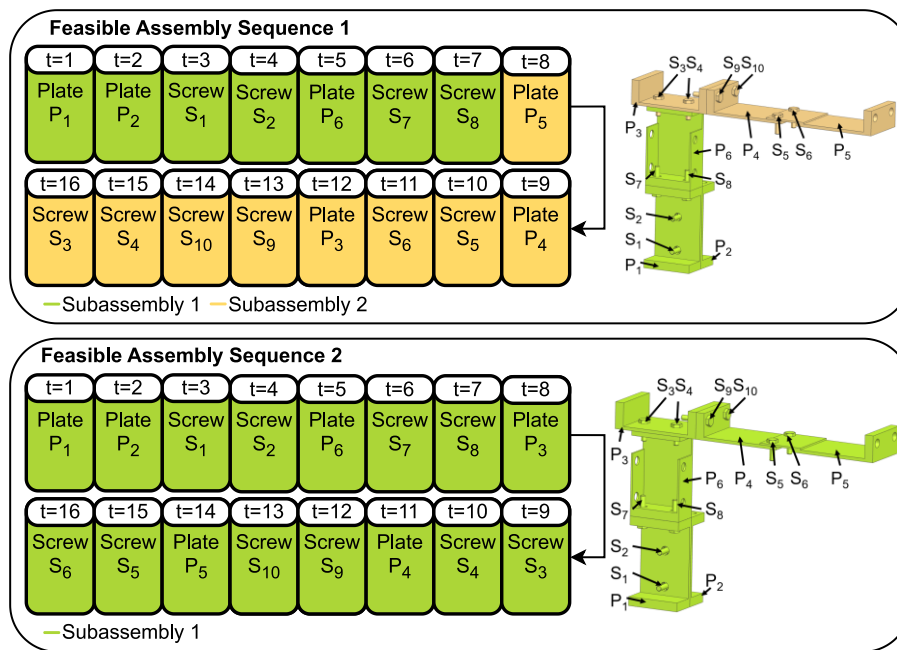 Feasible Assembly Sequence 1
t=1 t=2 t=3 t=4 t=5 t=6 t=7 t=8
Plate Plate Screw Screw Plate Screw Screw Plate
P1 P2 S1 S2 P6 S7 S8 P5
t=16 t=15 t=14 t=13 t=12 t=11 t=10 t=9
Screw Screw Screw Screw Plate Screw Screw Plate
S3 S4 S10 S9 P3 S6 S5 P4
Subassembly 1 Subassembly 2
S3S4 S9S10
P3 P6 P4 S5 S6 P5
S7 S8
S2
S1
P1 P2
Feasible Assembly Sequence 2
t=1 t=2 t=3 t=4 t=5 t=6 t=7 t=8
Plate Plate Screw Screw Plate Screw Screw Plate
P1 P2 S1 S2 P6 S7 S8 P3
t=16 t=15 t=14 t=13 t=12 t=11 t=10 t=9
Screw Screw Plate Screw Screw Plate Screw Screw
S6 S5 P5 S10 S9 P4 S4 S3
Subassembly 1
S3S4 S9S10
P3 P6 P4 S5 S6 P5
S7 S8
S2
S1
P1 P2